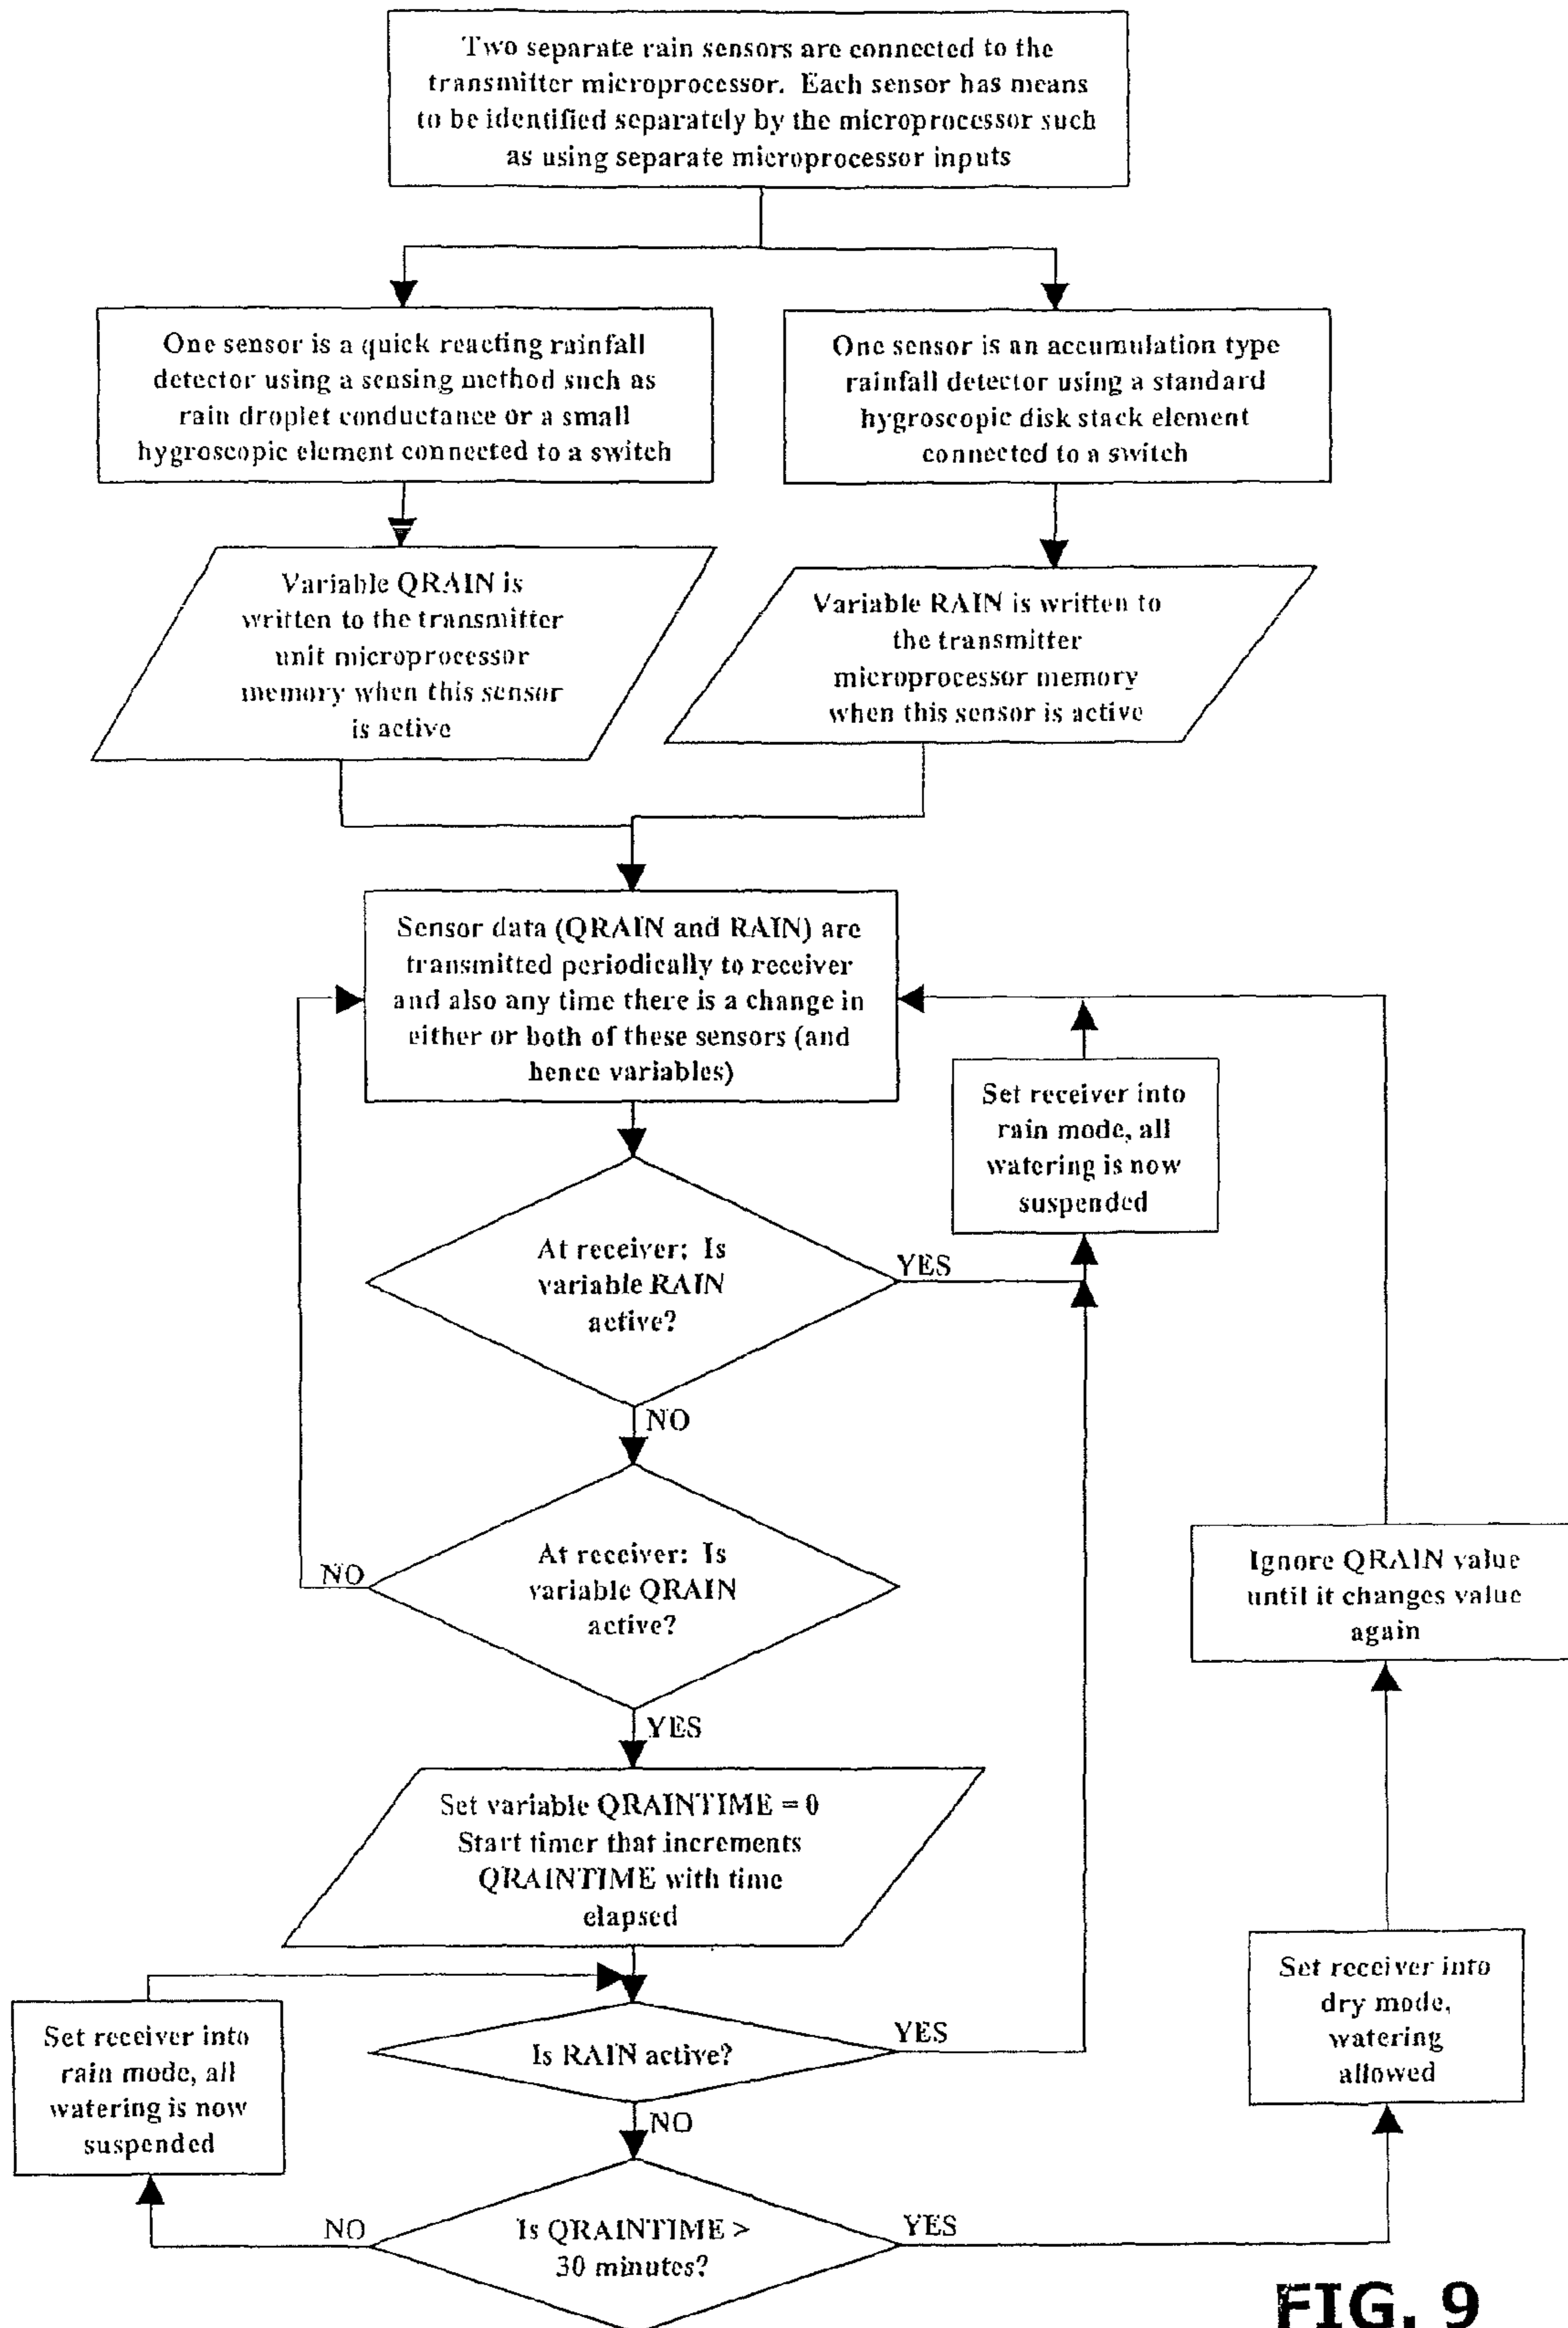 Two separate rain sensors are connected to the
transmitter microprocessor. Each sensor has means
to be identified separately by the microprocessor such
as using separate microprocessor inputs
One sensor is a quick reacting rainfall
detector using a sensing method such as
rain droplet conductance or a small
hygroscopic element connected to a switch
One sensor is an accumulation type
rainfall detector using a standard
hygroscopic disk stack element
connected to a switch
Variable QRAIN is
written to the transmitter
unit microprocessor
memory when this sensor
is active
Variable RAIN is written to
the transmitter
microprocessor memory
when this sensor is active
Sensor data (QRAIN and RAIN) are
transmitted periodically to receiver
and also any time there is a change in
either or both of these sensors (and
hence variables)
Set receiver into
rain mode, all
watering is now
suspended
At receiver: Is
variable RAIN
active?
YES
NO
At receiver: Is
variable QRAIN
active?
NO
YES
Ignore QRAIN value
until it changes value
again
Set variable QRAINTIME = 0
Start timer that increments
QRAINTIME with time
elapsed
Set receiver into
dry mode,
watering
allowed
Set receiver into
rain mode, all
watering is now
suspended
Is RAIN active?
YES
NO
Is QRAINTIME >
30 minutes?
NO
YES
FIG. 9